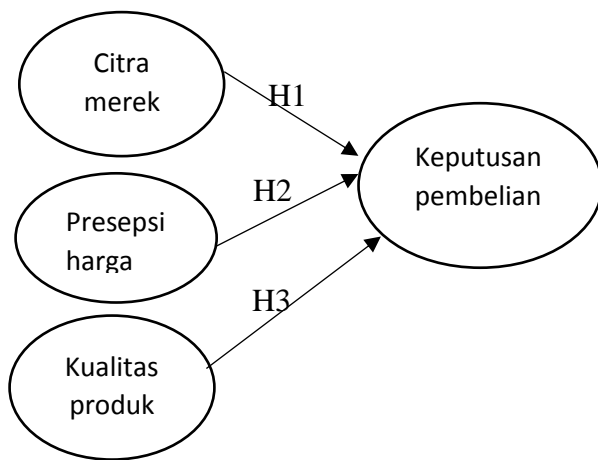 Citra
merek
H1
Keputusan
pembelian
Presepsi
harga
H2
H3
Kualitas
produk